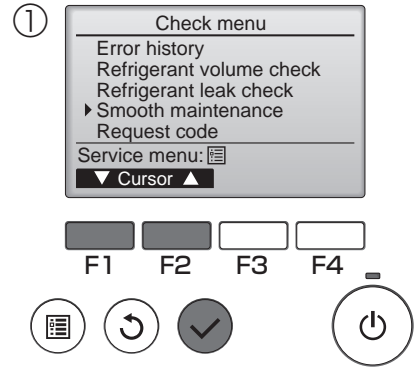 ①
Check menu
Error history
Refrigerant volume check
Refrigerant leak check
Smooth maintenance
Request code
Service menu:
▼ Cursor ▲
F1 F2 F3 F4